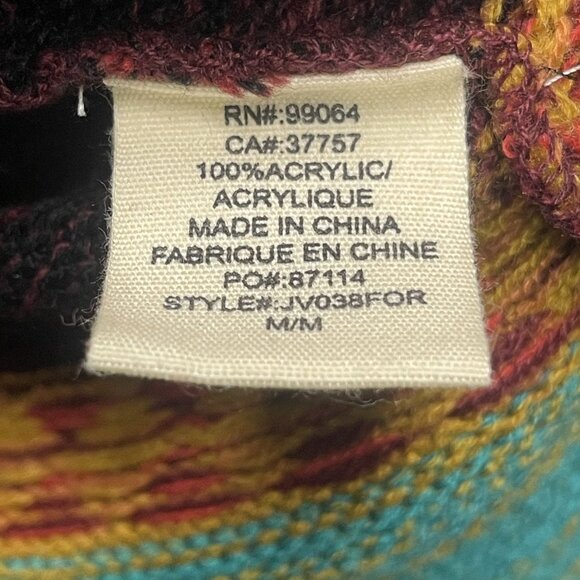 RN#:99064
CA#:37757
100%ACRYLIC/
ACRYLIQUE
MADE IN CHINA
FABRIQUE EN CHINE
PO#:87114
STYLE#:JV038FOR
M/M